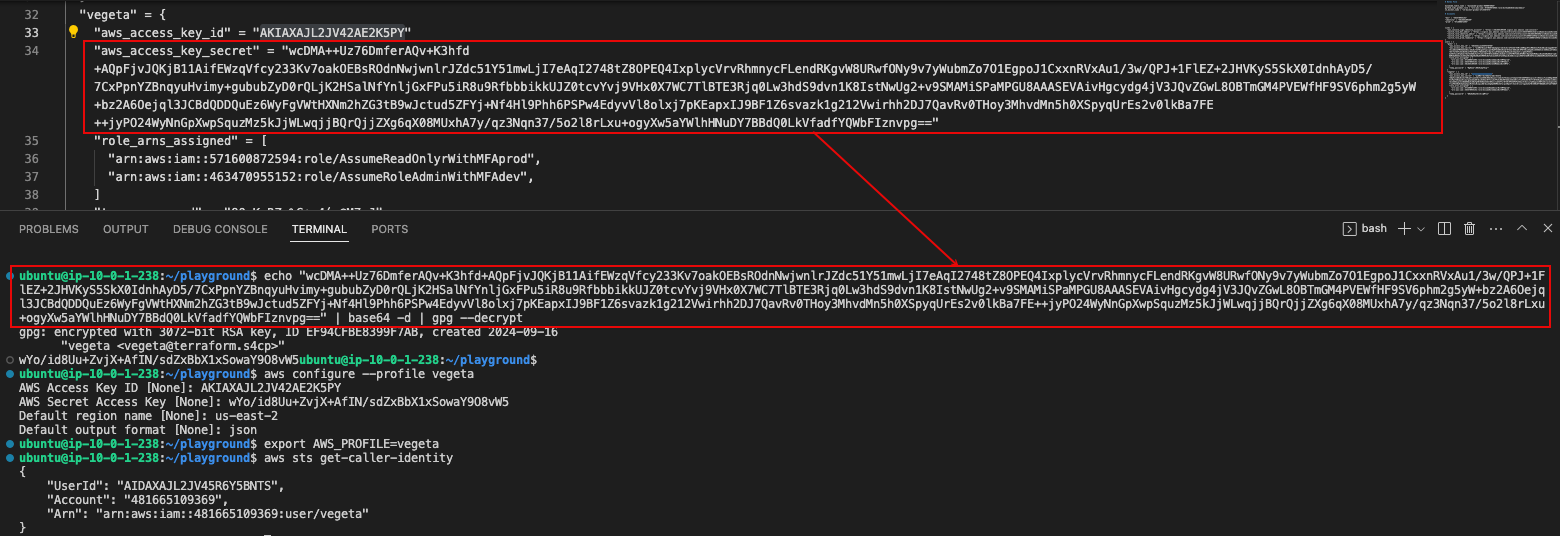 32 "vegeta" = {
33 "aws_access_key_id" = "AKIAXAJL2JV42AE2K5PY"
34 "aws_access_key_secret" = "wcDMA++Uz76DmferAQv+K3hfd
+AQpFjvJQKjB11AifEWzqVfcy233Kv7oakOEBsROdnNwjwnlrJZdc51Y51mwLjI7eAqI2748tZ8OPEQ4IxplycVrvRhmnycFLendRKgvW8URwfONy9v7yWubmZo7O1EgpoJ1CxxnRVxAu1/3w/QPJ+1FlEZ+2JHVKyS5SkX0IdnhAyD5/
7CxPpnYZBnqyuHvimy+gububZyD0rQLjK2HSalNfYnljGxFPu5iR8u9RfbbbikkUJZ0tcvYvj9VHx0X7WC7TlBTE3Rjq0Lw3hdS9dvn1K8IstNwUg2+v9SMAMiSPaMPGU8AAASEVAivHgcydg4jV3JQvZGwL8OBTmGM4PVEWfHF9SV6phm2g5yW
+bz2A6Oejql3JCBdQDDQuEz6WyFgVWtHXNm2hZG3tB9wJctud5ZFYj+Nf4Hl9Phh6PSPw4EdyvVl8olxj7pKEapxIJ9BF1Z6svazk1g212Vwirhh2DJ7QavRv0THoy3MhvdMn5h0XSpyqUrEs2v0lkBa7FE
++jyPO24WyNnGpXwpSquzMz5kJjWLwqjjBQrQjjZXg6qX08MUxhA7y/qz3Nqn37/5o2l8rLxu+ogyXw5aYWlhHNuDY7BBdQ0LkVfadfYQWbFIznvpg=="
35 "role_arns_assigned" = [
36 "arn:aws:iam::571600872594:role/AssumeReadOnlyrWithMFAprod",
37 "arn:aws:iam::463470955152:role/AssumeRoleAdminWithMFAdev",
38 ]
PROBLEMS OUTPUT DEBUG CONSOLE TERMINAL PORTS bash
ubuntu@ip-10-0-1-238:~/playground$ echo "wcDMA++Uz76DmferAQv+K3hfd+AQpFjvJQKjB11AifEWzqVfcy233Kv7oakOEBsROdnNwjwnlrJZdc51Y51mwLjI7eAqI2748tZ8OPEQ4IxplycVrvRhmnycFLendRKgvW8URwfONy9v7yWubmZo7O1EgpoJ1CxxnRVxAu1/3w/QPJ+1F
lEZ+2JHVKyS5SkX0IdnhAyD5/7CxPpnYZBnqyuHvimy+gububZyD0rQLjK2HSalNfYnljGxFPu5iR8u9RfbbbikkUJZ0tcvYvj9VHx0X7WC7TlBTE3Rjq0Lw3hdS9dvn1K8IstNwUg2+v9SMAMiSPaMPGU8AAASEVAivHgcydg4jV3JQvZGwL8OBTmGM4PVEWfHF9SV6phm2g5yW+bz2A6Oejq
l3JCBdQDDQuEz6WyFgVWtHXNm2hZG3tB9wJctud5ZFYj+Nf4Hl9Phh6PSPw4EdyvVl8olxj7pKEapxIJ9BF1Z6svazk1g212Vwirhh2DJ7QavRv0THoy3MhvdMn5h0XSpyqUrEs2v0lkBa7FE++jyPO24WyNnGpXwpSquzMz5kJjWLwqjjBQrQjjZXg6qX08MUxhA7y/qz3Nqn37/5o2l8rLxu
+ogyXw5aYWlhHNuDY7BBdQ0LkVfadfYQWbFIznvpg==" | base64 -d | gpg --decrypt
gpg: encrypted with 3072-bit RSA key, ID EF94CFBE8399F7AB, created 2024-09-16
"vegeta <vegeta@terraform.s4cp>"
wYo/id8Uu+ZvjX+AfIN/sdZxBbX1xSowaY9O8vW5ubuntu@ip-10-0-1-238:~/playground$
ubuntu@ip-10-0-1-238:~/playground$ aws configure --profile vegeta
AWS Access Key ID [None]: AKIAXAJL2JV42AE2K5PY
AWS Secret Access Key [None]: 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
Default region name [None]: us-east-2
Default output format [None]: json
ubuntu@ip-10-0-1-238:~/playground$ export AWS_PROFILE=vegeta
ubuntu@ip-10-0-1-238:~/playground$ aws sts get-caller-identity
{
"UserId": "AIDAXAJL2JV45R6Y5BNTS",
"Account": "481665109369",
"Arn": "arn:aws:iam::481665109369:user/vegeta"
}